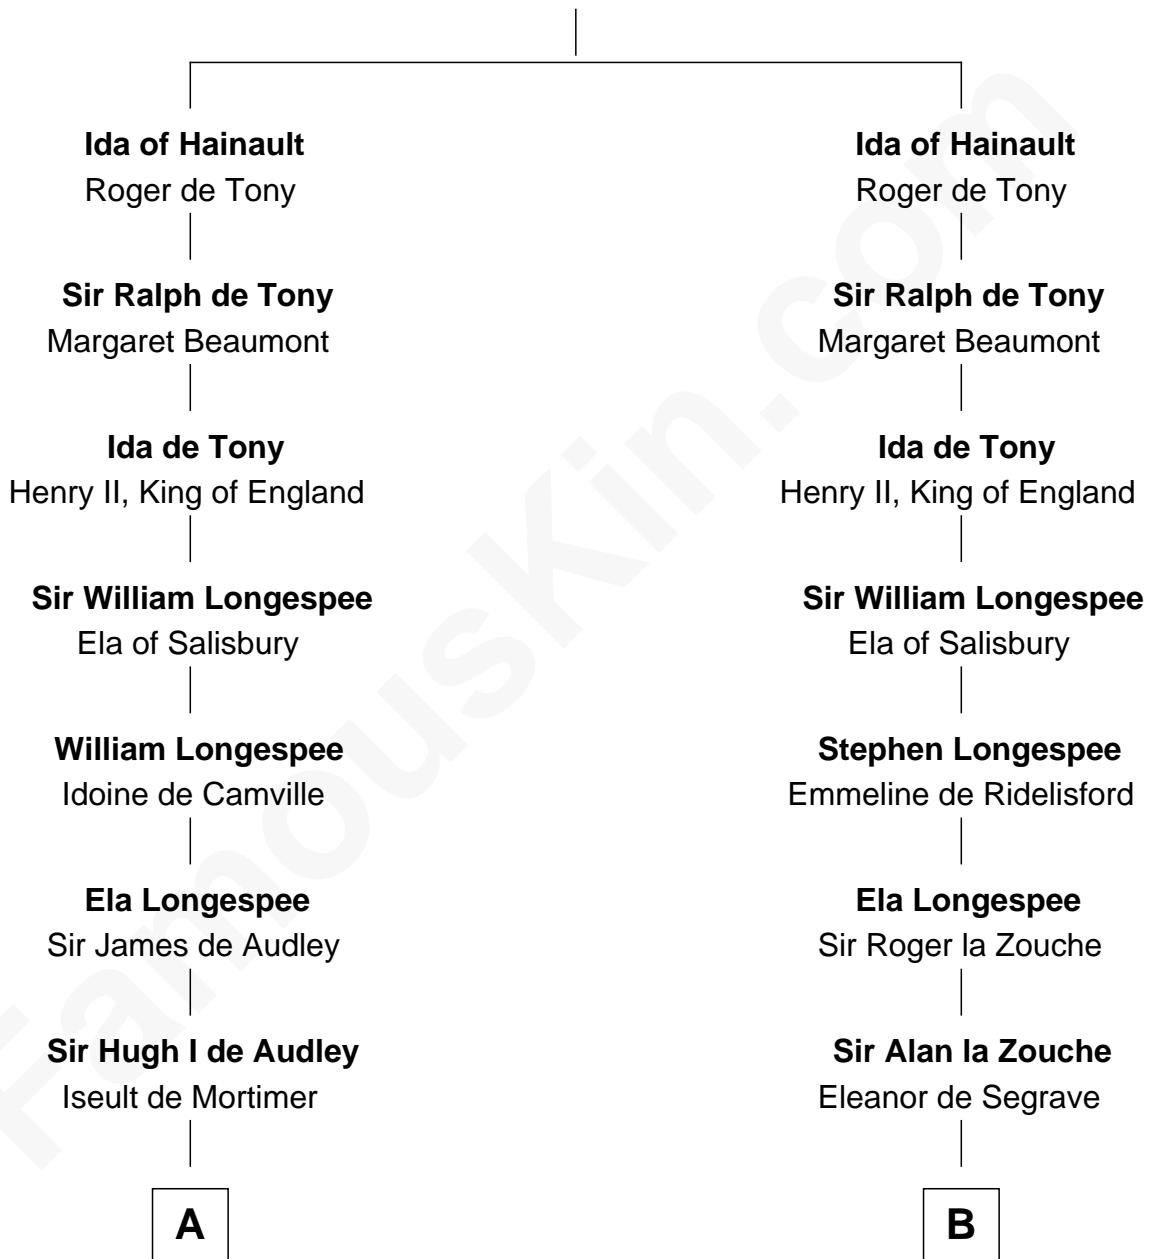 Ida of Hainault
Roger de Tony
Sir Ralph de Tony
Margaret Beaumont
Ida de Tony
Henry II, King of England
Sir William Longespee
Ela of Salisbury
William Longespee
Idoine de Camville
Ela Longespee
Sir James de Audley
Sir Hugh I de Audley
Iseult de Mortimer
A
Ida of Hainault
Roger de Tony
Sir Ralph de Tony
Margaret Beaumont
Ida de Tony
Henry II, King of England
Sir William Longespee
Ela of Salisbury
Stephen Longespee
Emmeline de Ridelisford
Ela Longespee
Sir Roger la Zouche
Sir Alan la Zouche
Eleanor de Segrave
B
FamousKin.com